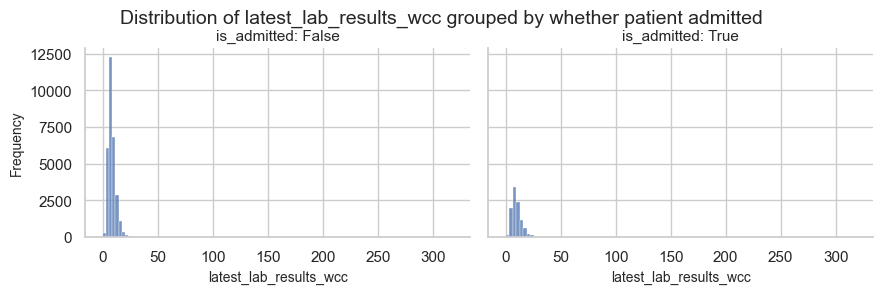 Distribution of latest_lab_results_wcc grouped by whether patient admitted
is_admitted: False
is_admitted: True
12500
10000
7500
5000
2500
0
Frequency
0 50 100 150 200 250 300
0 50 100 150 200 250 300
latest_lab_results_wcc
latest_lab_results_wcc